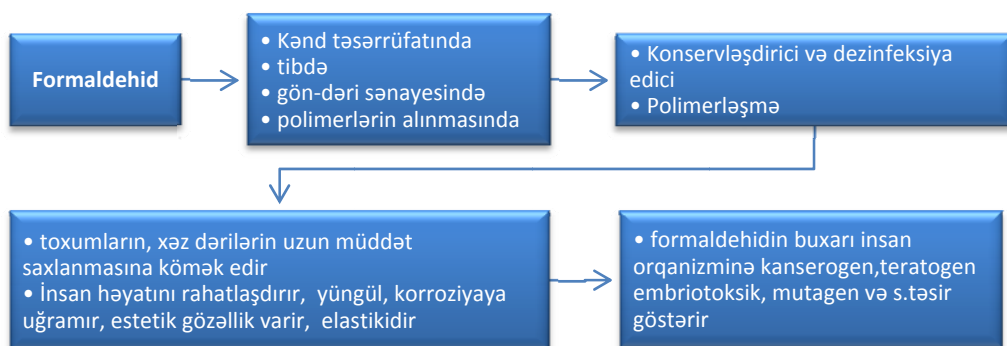 Formaldehid
• Kənd təsərrüfatında
• tibdə
• gön-dəri sənayesində
• polimerlərin alınmasında
• Konservləşdirici və dezinfeksiya
edici
• Polimerləşmə
• toxumların, xəz dərilərin uzun müddət
saxlanmasına kömək edir
• İnsan həyatını rahatlaşdırır, yüngül, korroziyaya
uğramır, estetik gözəllik varir, elastikidir
• formaldehidin buxarı insan
orqanizminə kanserogen,teratogen
embriotoksik, mutagen və s.təsir
göstərir